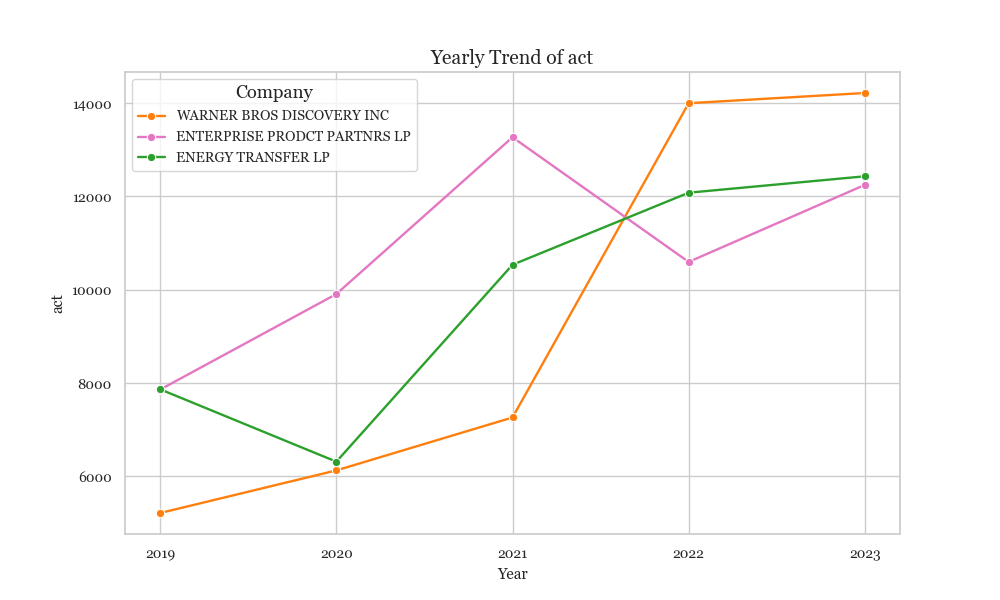 Yearly Trend of act
Company
WARNER BROS DISCOVERY INC
ENTERPRISE PRODCT PARTNRS LP
ENERGY TRANSFER LP
14000
12000
10000
8000
6000
act
2019 2020 2021 2022 2023
Year